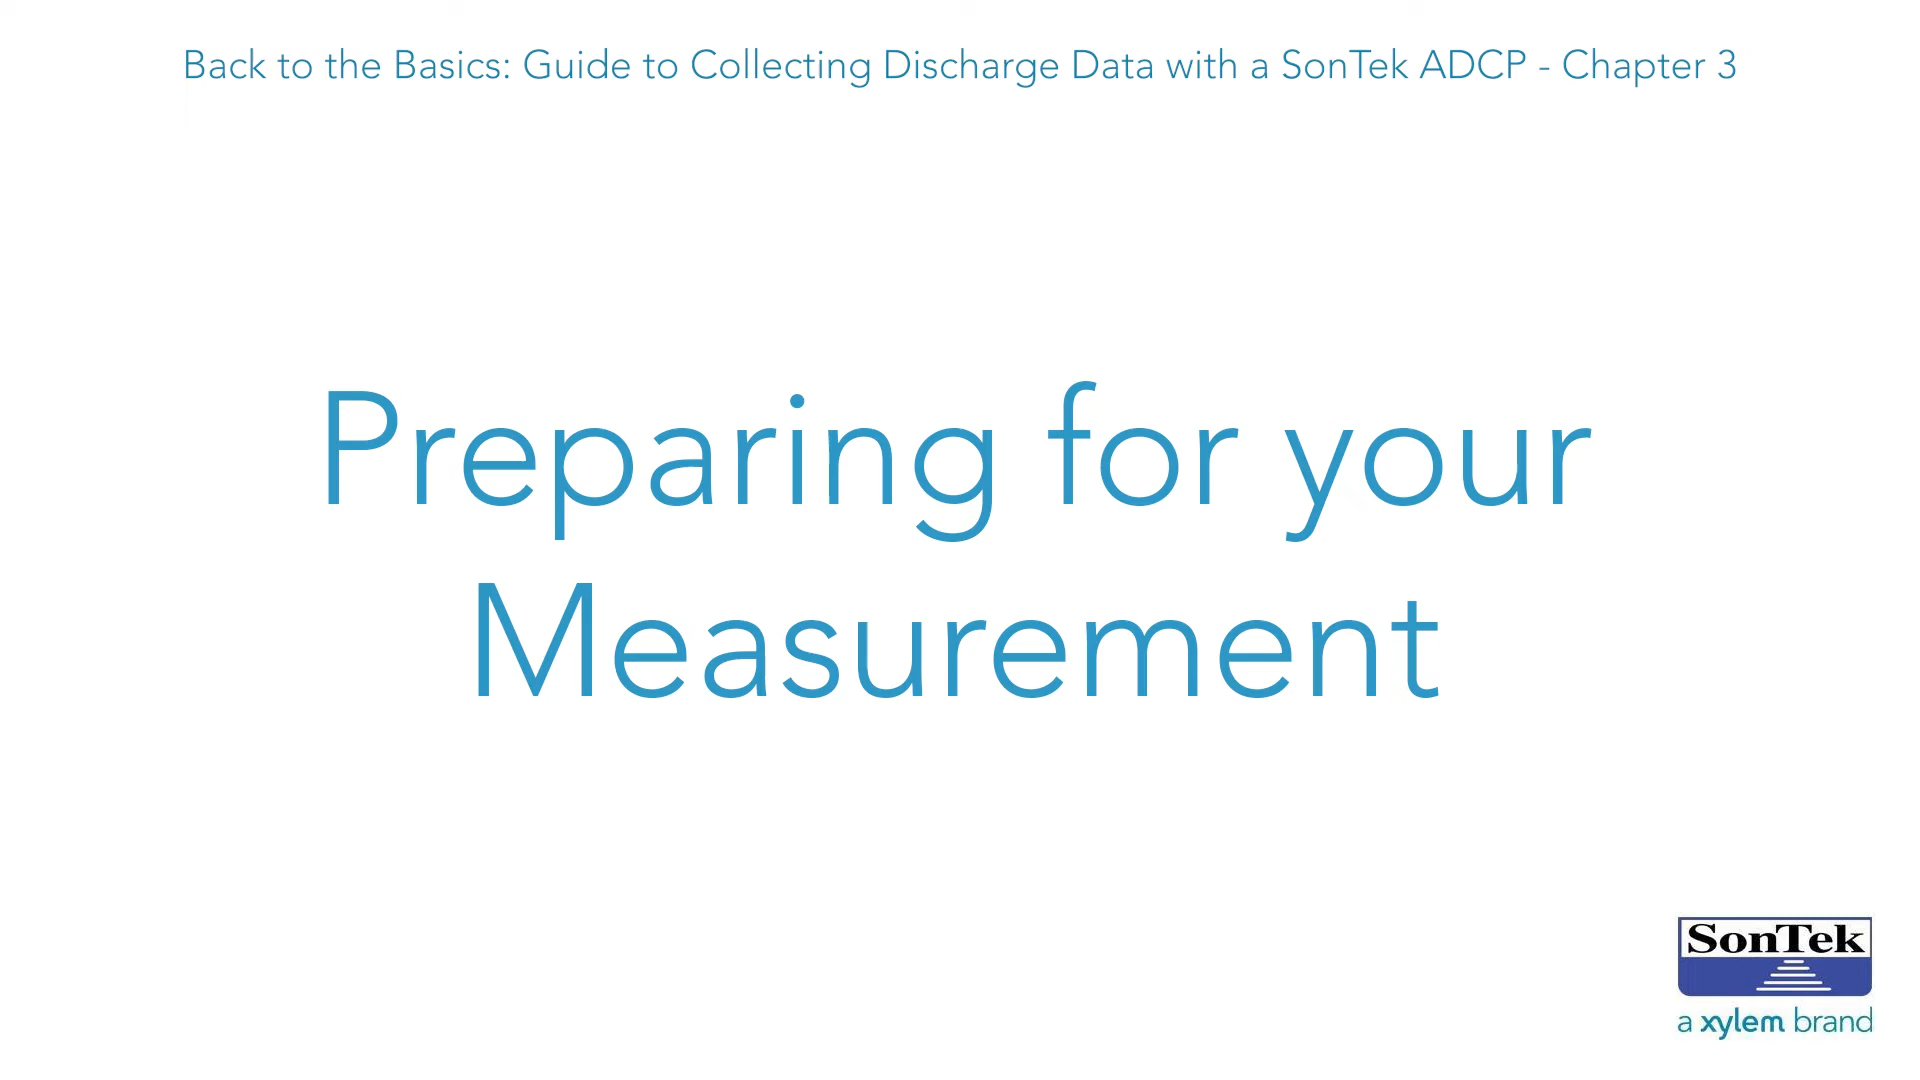 Back to the Basics: Guide to Collecting Discharge Data with a SonTek ADCP - Chapter 3
Preparing for your
Measurement
SonTek
a xylem brand